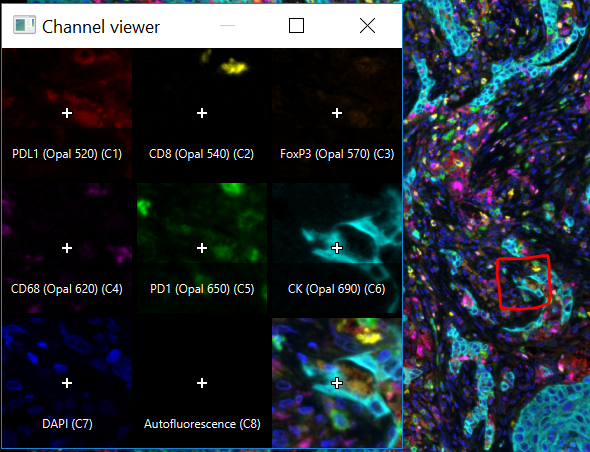 Channel viewer
PDL1 (Opal 520) (C1)
CD8 (Opal 540) (C2)
FoxP3 (Opal 570) (C3)
CD68 (Opal 620) (C4)
PD1 (Opal 650) (C5)
CK (Opal 690) (C6)
DAPI (C7)
Autofluorescence (C8)